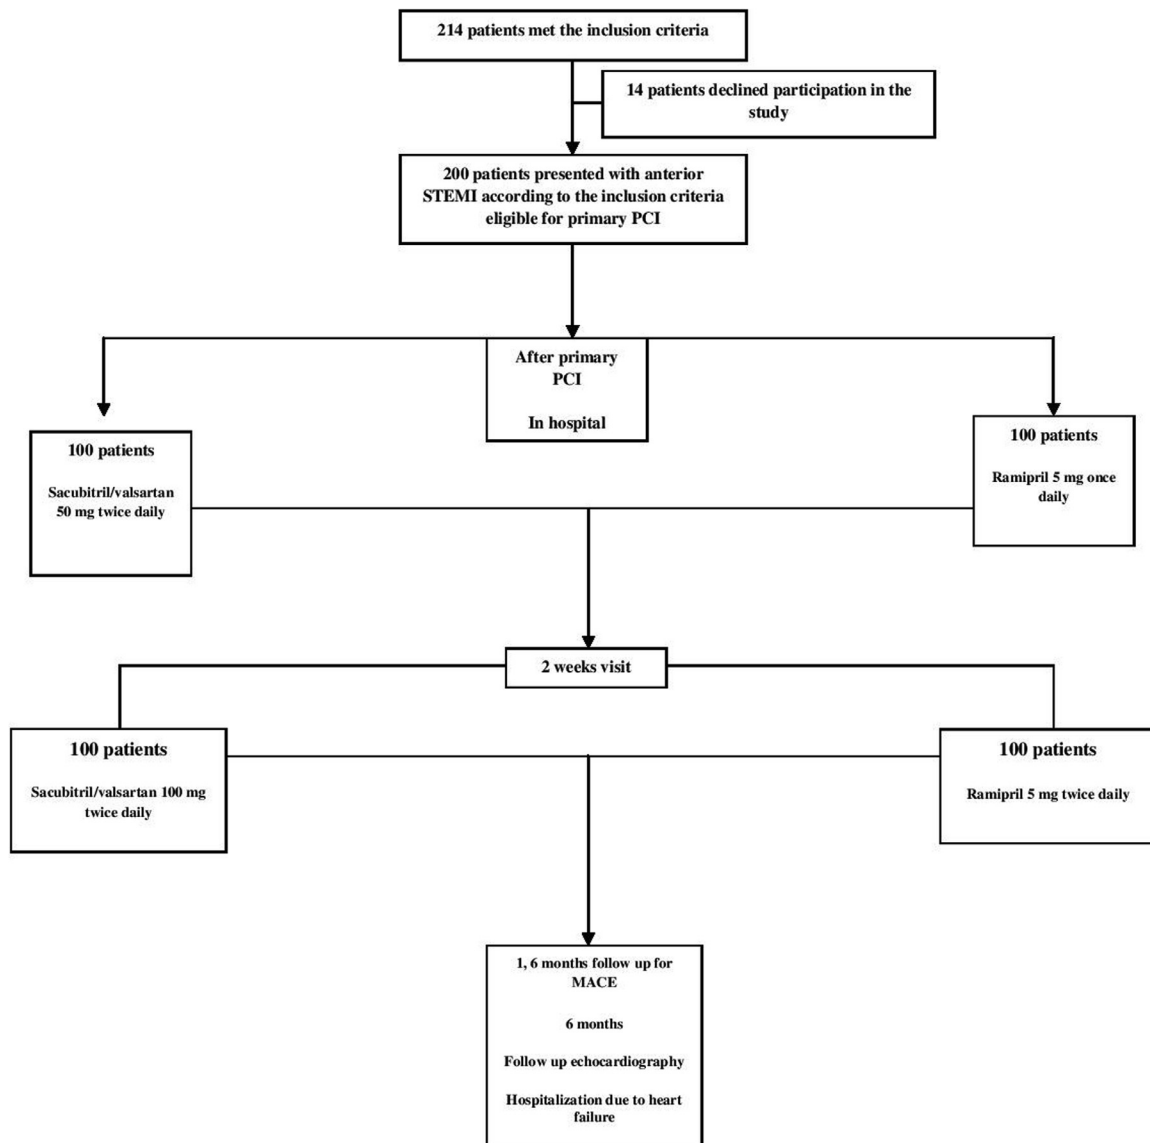 214 patients met the inclusion criteria
14 patients declined participation in the
study
200 patients presented with anterior
STEMI according to the inclusion criteria
eligible for primary PCI
After primary
PCI
In hospital
100 patients
Sacubitril/valsartan
50 mg twice daily
100 patients
Ramipril 5 mg once
daily
2 weeks visit
100 patients
Sacubitril/valsartan 100 mg
twice daily
100 patients
Ramipril 5 mg twice daily
1, 6 months follow up for
MACE
6 months
Follow up echocardiography
Hospitalization due to heart
failure